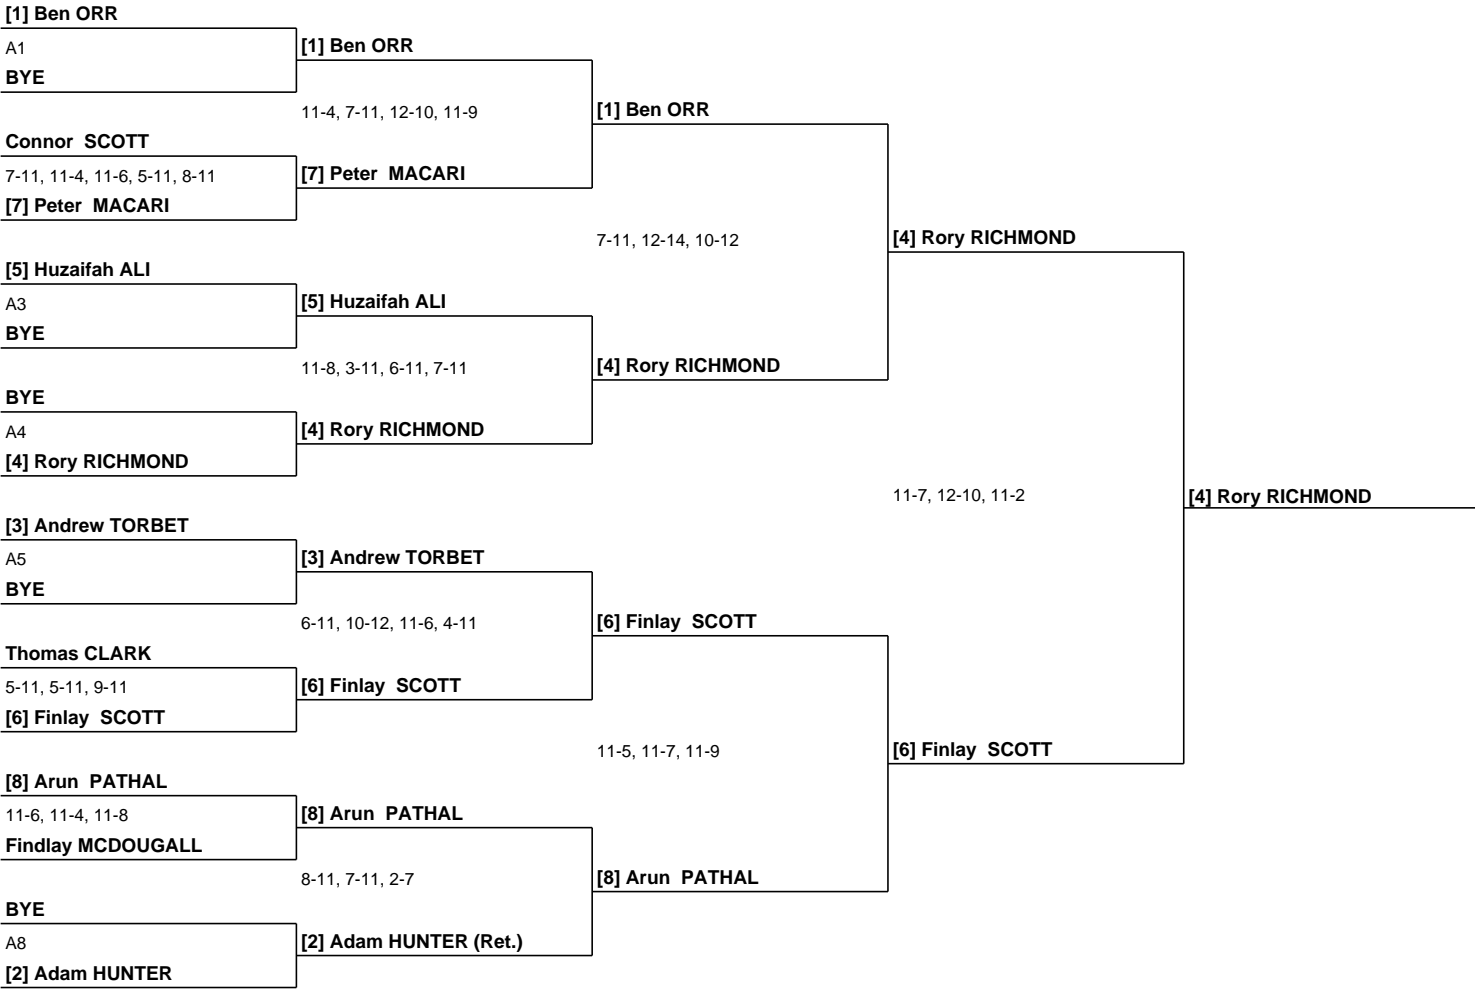 [1] Ben ORR
A1
BYE
Connor SCOTT
7-11, 11-4, 11-6, 5-11, 8-11
[7] Peter MACARI
[5] Huzaifah ALI
A3
BYE
BYE
A4
[4] Rory RICHMOND
[3] Andrew TORBET
A5
BYE
Thomas CLARK
5-11, 5-11, 9-11
[6] Finlay SCOTT
[8] Arun PATHAL
11-6, 11-4, 11-8
Findlay MCDOUGALL
BYE
A8
[2] Adam HUNTER
[1] Ben ORR
11-4, 7-11, 12-10, 11-9
[7] Peter MACARI
[5] Huzaifah ALI
11-8, 3-11, 6-11, 7-11
[4] Rory RICHMOND
[3] Andrew TORBET
6-11, 10-12, 11-6, 4-11
[6] Finlay SCOTT
[8] Arun PATHAL
8-11, 7-11, 2-7
[2] Adam HUNTER (Ret.)
[1] Ben ORR
7-11, 12-14, 10-12
[4] Rory RICHMOND
[6] Finlay SCOTT
11-5, 11-7, 11-9
[8] Arun PATHAL
[4] Rory RICHMOND
11-7, 12-10, 11-2
[6] Finlay SCOTT
[4] Rory RICHMOND